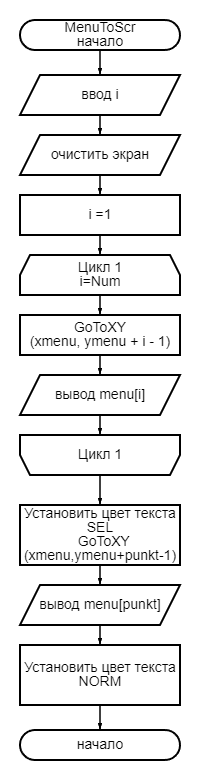 MenuToScr
начало
ввод i
очистить экран
i =1
Цикл 1
i=Num
GoToXY
(xmenu, ymenu + i - 1)
вывод menu[i]
Цикл 1
Установить цвет текста
SEL
GoToXY
(xmenu,ymenu+punkt-1)
вывод menu[punkt]
Установить цвет текста
NORM
начало